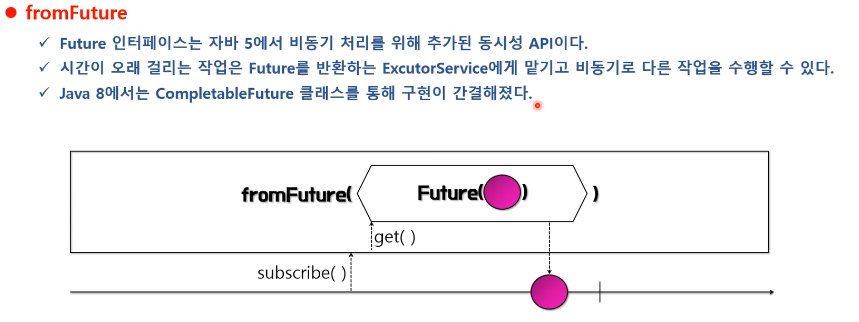 fromFuture
Future 인터페이스는 자바 5에서 비동기 처리를 위해 추가된 동시성 API이다.
시간이 오래 걸리는 작업은 Future를 반환하는 ExcutorService에게 맡기고 비동기로 다른 작업을 수행할 수 있다.
Java 8에서는 CompletableFuture 클래스를 통해 구현이 간결해졌다.
fromFuture( Future( ) )
get( )
subscribe( )